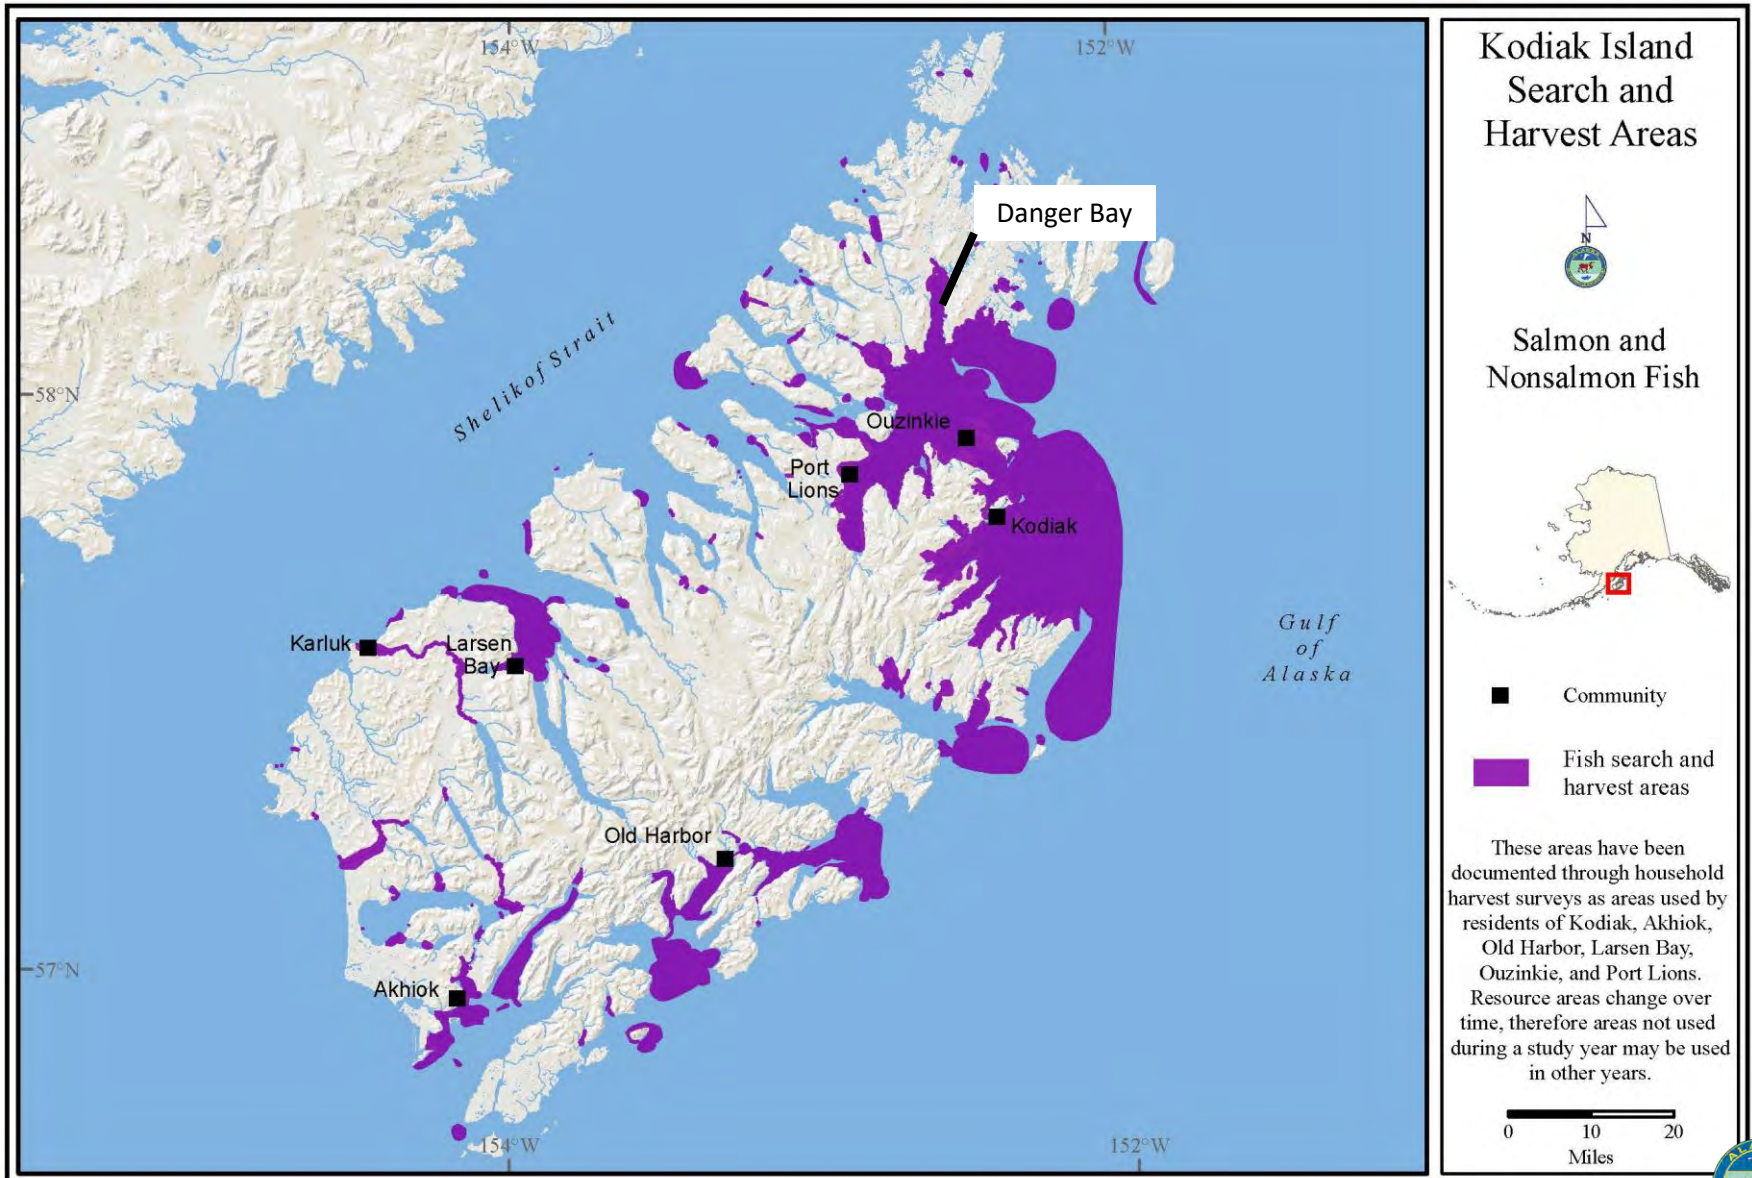 154°W
152°W
Danger Bay
58°N
Shelikof Strait
Ouzinkie
Port
Lions
Kodiak
Karluk
Larsen
Bay
Gulf
of
Alaska
Old Harbor
57°N
Akhiok
154°W
152°W
Kodiak Island
Search and
Harvest Areas
N
Salmon and
Nonsalmon Fish
Community
Fish search and
harvest areas
These areas have been
documented through household
harvest surveys as areas used by
residents of Kodiak, Akhiok,
Old Harbor, Larsen Bay,
Ouzinkie, and Port Lions.
Resource areas change over
time, therefore areas not used
during a study year may be used
in other years.
0 10 20
Miles